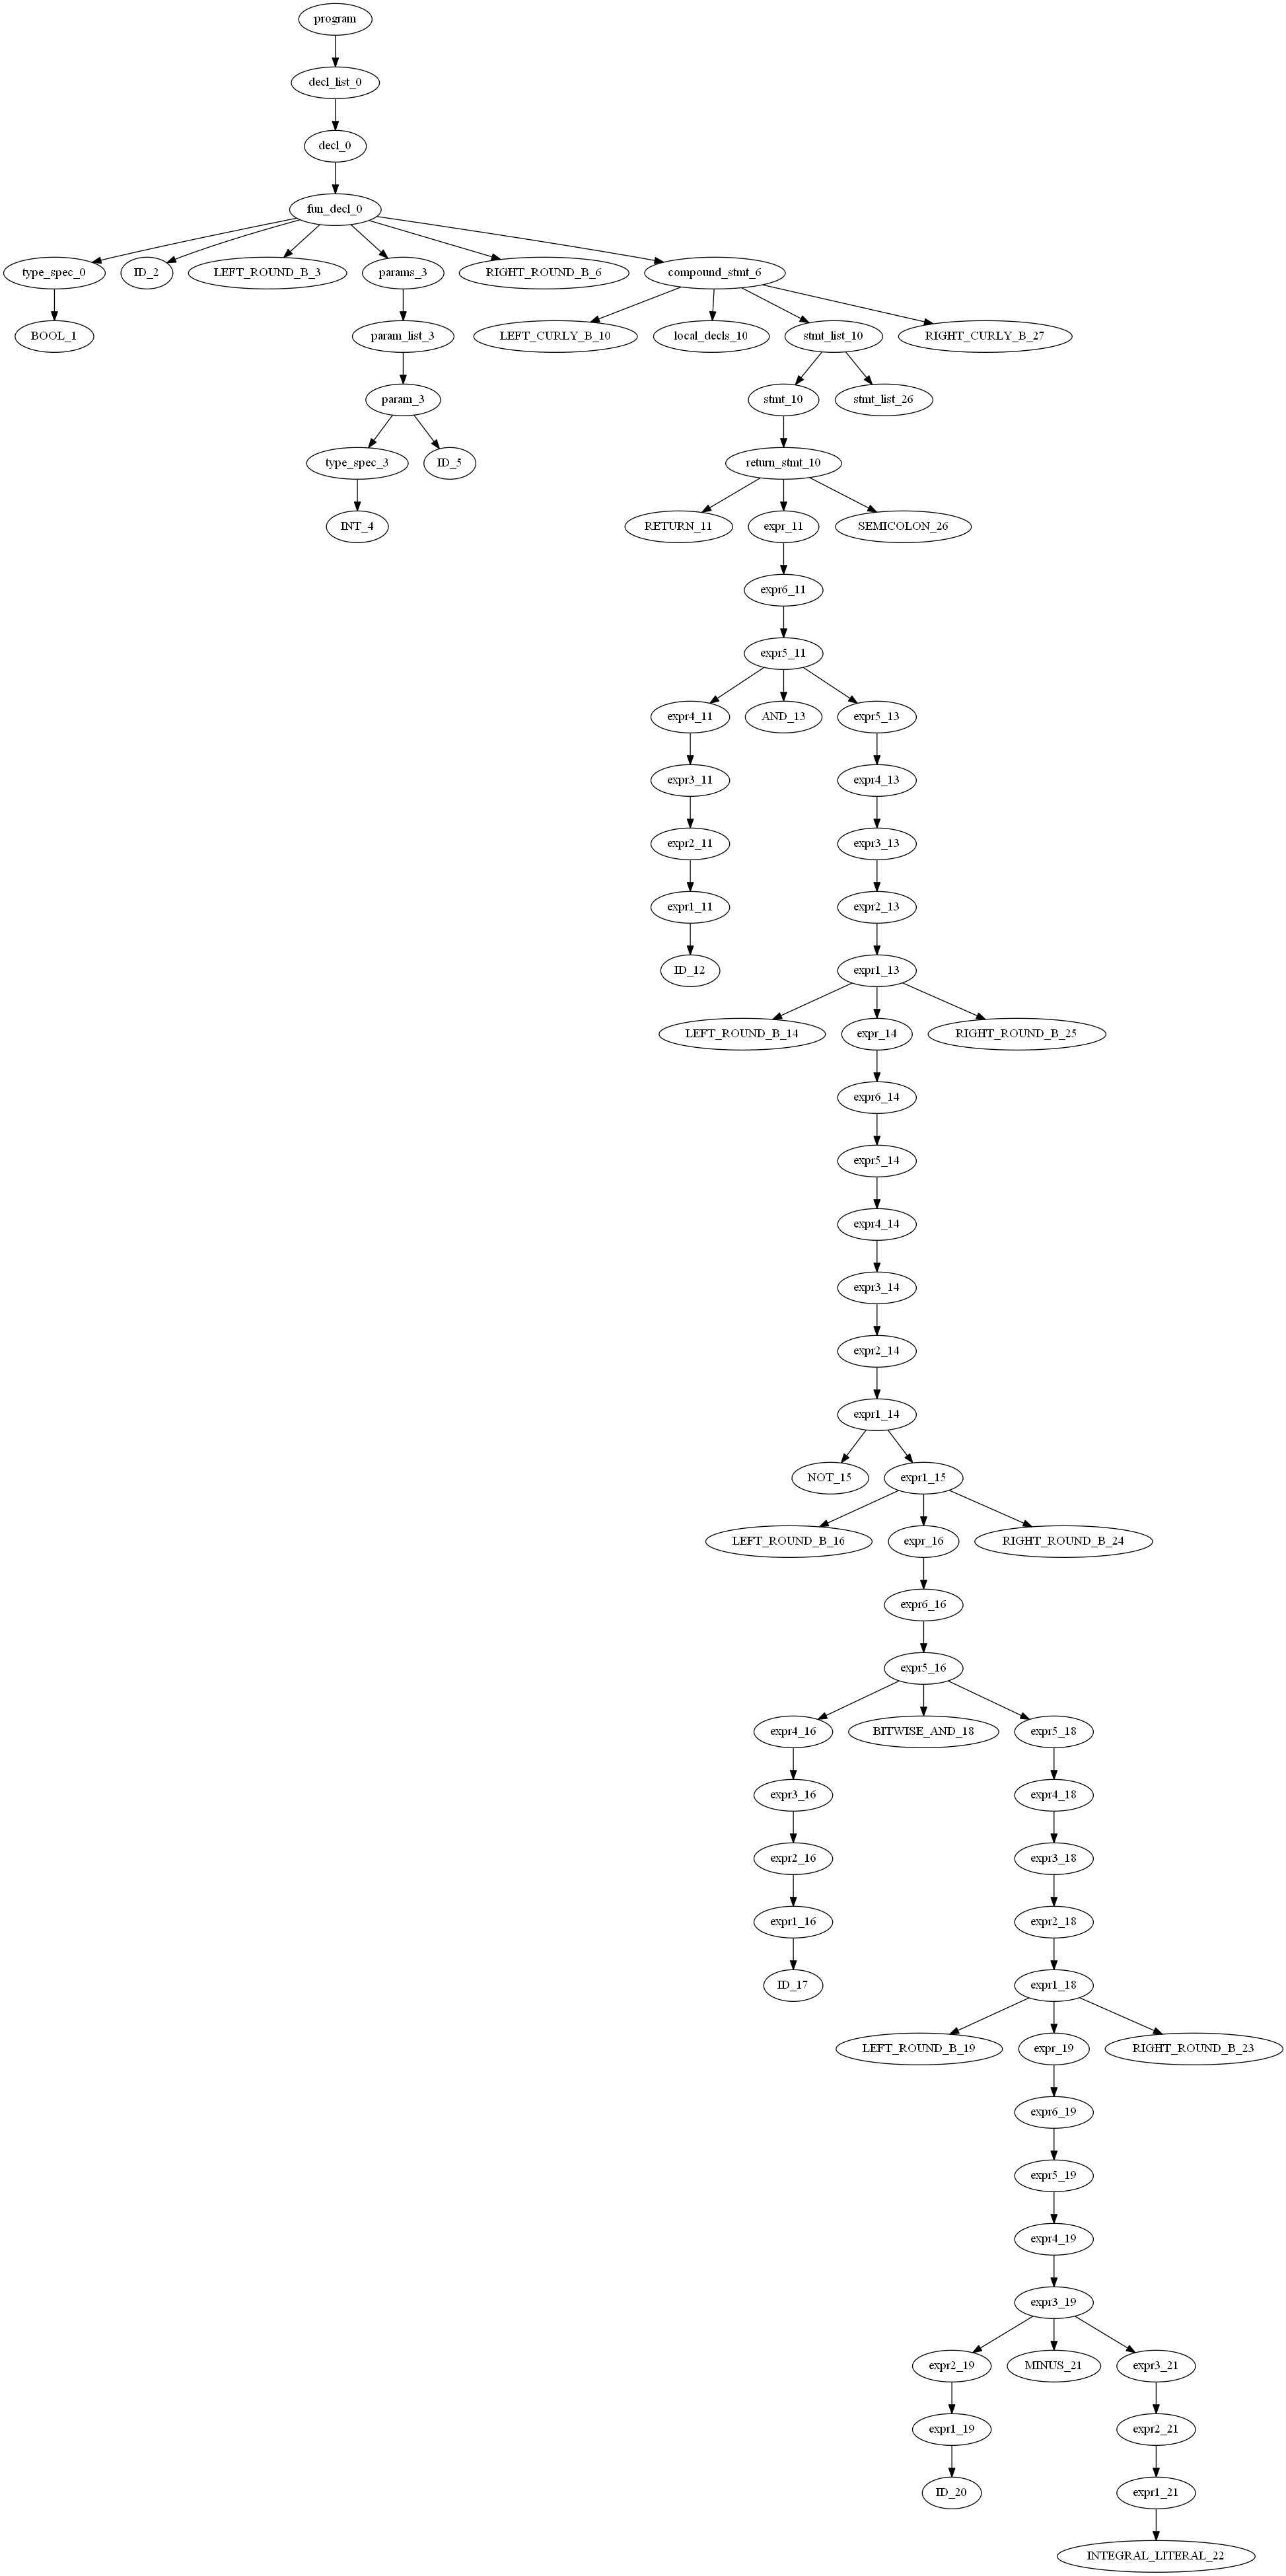 program
decl_list_0
decl_0
fun_decl_0
type_spec_0 ID_2 LEFT_ROUND_B_3 params_3 RIGHT_ROUND_B_6 compound_stmt_6
BOOL_1 param_list_3 LEFT_CURLY_B_10 local_decls_10 stmt_list_10 RIGHT_CURLY_B_27
param_3 stmt_10 stmt_list_26
type_spec_3 ID_5 return_stmt_10
INT_4 RETURN_11 expr_11 SEMICOLON_26
expr6_11
expr5_11
expr4_11 AND_13 expr5_13
expr3_11 expr4_13
expr2_11 expr3_13
expr1_11 expr2_13
ID_12 expr1_13
LEFT_ROUND_B_14 expr_14 RIGHT_ROUND_B_25
expr6_14
expr5_14
expr4_14
expr3_14
expr2_14
expr1_14
NOT_15 expr1_15
LEFT_ROUND_B_16 expr_16 RIGHT_ROUND_B_24
expr6_16
expr5_16
expr4_16 BITWISE_AND_18 expr5_18
expr3_16 expr4_18
expr2_16 expr3_18
expr1_16 expr2_18
ID_17 expr1_18
LEFT_ROUND_B_19 expr_19 RIGHT_ROUND_B_23
expr6_19
expr5_19
expr4_19
expr3_19
expr2_19 MINUS_21 expr3_21
expr1_19 expr2_21
ID_20 expr1_21
INTEGRAL_LITERAL_22